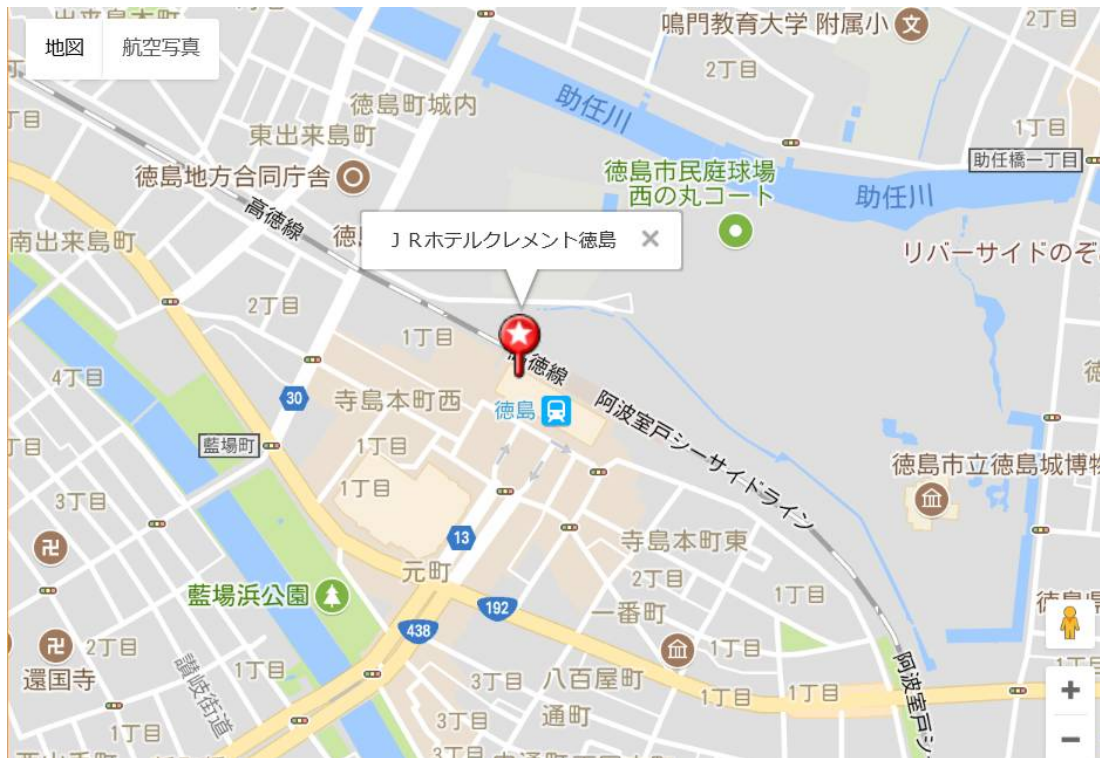 地図
航空写真
鳴門教育大学 附属小
文
2丁目
2丁目
徳島町城内
助任川
1丁目
東出来島町
助任橋一丁目
徳島地方合同庁舎
徳島市民庭球場
西の丸コート
助任川
高徳線
南出来島町
ＪＲホテルクレメント徳島
リバーサイドのぞ
2丁目
1丁目
高徳線
4丁目
30
寺島本町西
徳島
阿波室戸シーサイドライン
藍場町
1丁目
徳島市立徳島城博物
1丁目
3丁目
13
寺島本町東
元町
2丁目
1丁目
藍場浜公園
192
一番町
438
2丁目
1丁目
還国寺
讃岐街道
1丁目
3丁目
八百屋町
1丁目
1丁目
阿波室戸シ
3丁目
通町
1丁目
+
−